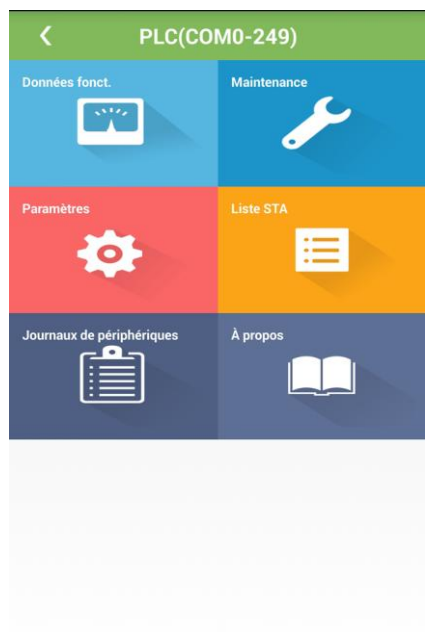 PLC(COM0-249)
Données fonct.
Maintenance
Paramètres
Liste STA
Journaux de périphériques
À propos